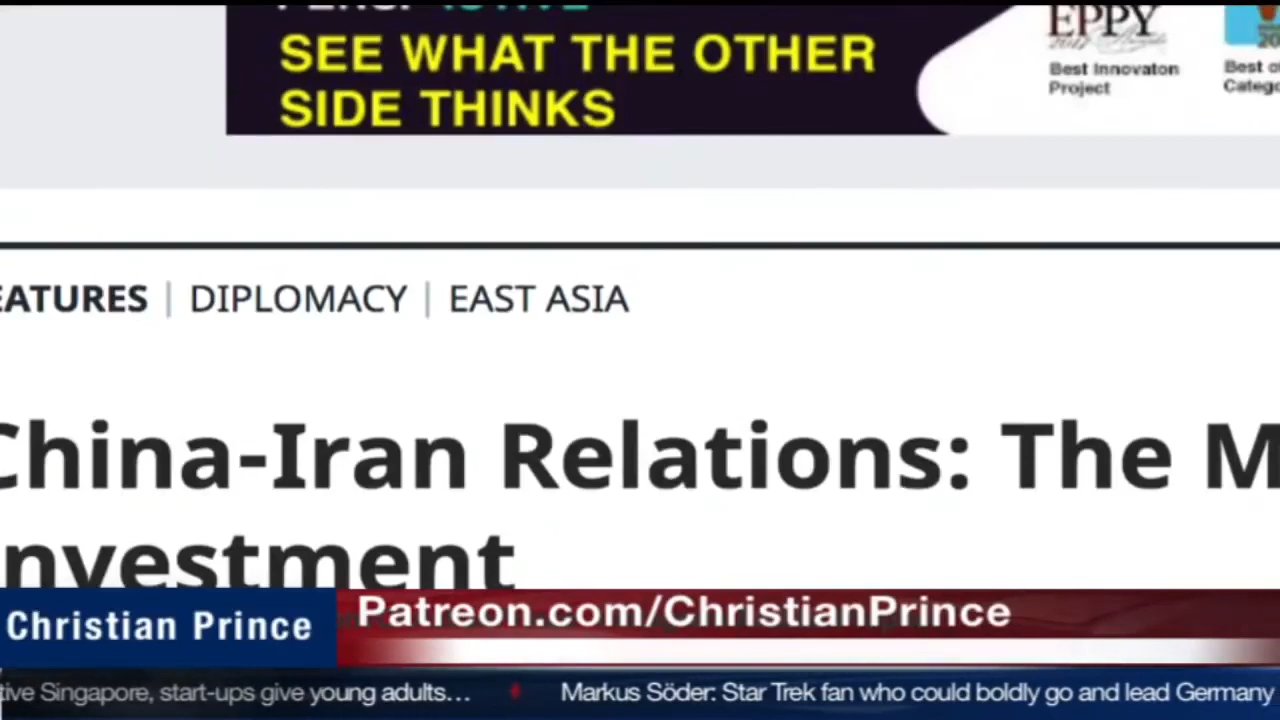 SEE WHAT THE OTHER
SIDE THINKS
EPPY
Best Innovaton
Project
Best
EATURES | DIPLOMACY | EAST ASIA
China-Iran Relations: The M
nvestment
Christian Prince
Patreon.com/ChristianPrince
tive Singapore, start-ups give young adults...
Markus Söder: Star Trek fan who could boldly go and lead Germany